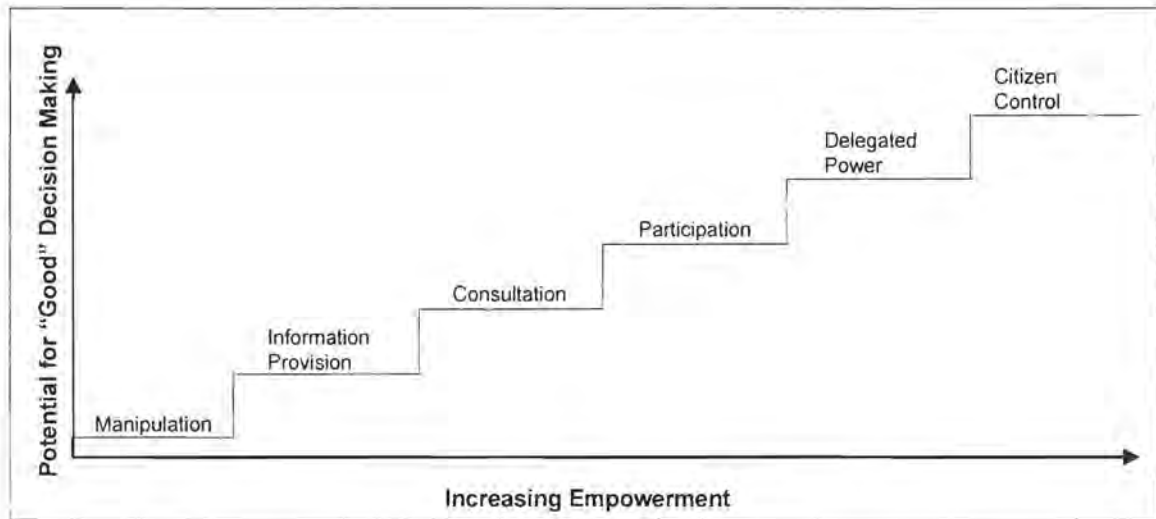 Potential for “Good” Decision Making
Citizen
Control
Delegated
Power
Participation
Consultation
Information
Provision
Manipulation
Increasing Empowerment